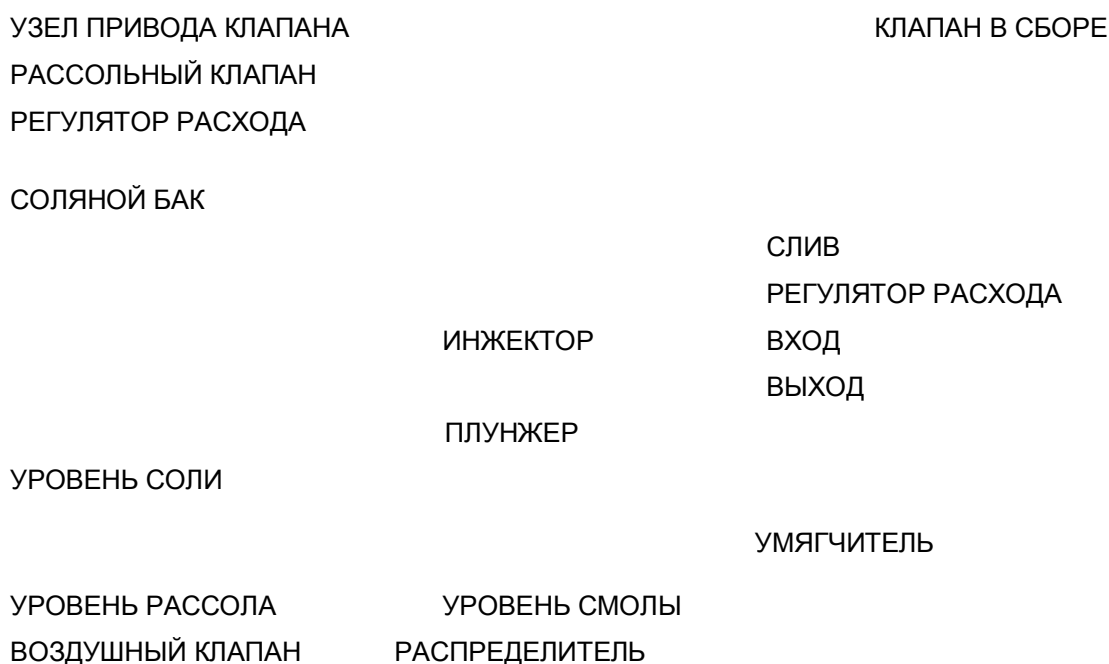 УЗЕЛ ПРИВОДА КЛАПАНА КЛАПАН В СБОРЕ
РАССОЛЬНЫЙ КЛАПАН
РЕГУЛЯТОР РАСХОДА
СОЛЯНОЙ БАК
СЛИВ
РЕГУЛЯТОР РАСХОДА
ИНЖЕКТОР ВХОД
ВЫХОД
ПЛУНЖЕР
УРОВЕНЬ СОЛИ
УМЯГЧИТЕЛЬ
УРОВЕНЬ РАССОЛА УРОВЕНЬ СМОЛЫ
ВОЗДУШНЫЙ КЛАПАН РАСПРЕДЕЛИТЕЛЬ